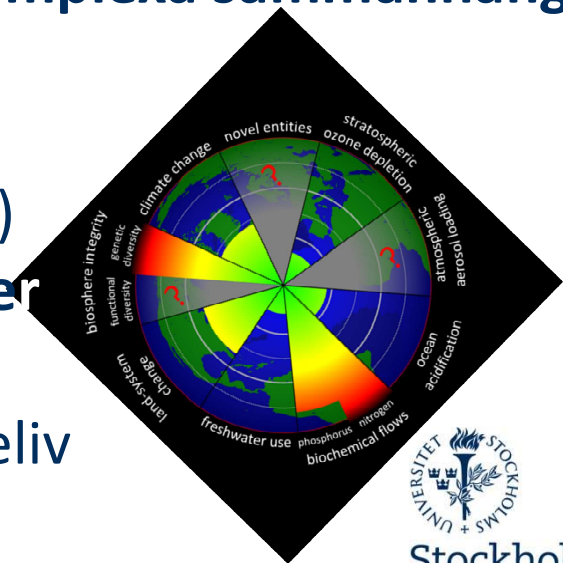 mplexa sammanhang
)
er
eliv
novel entities
stratospheric
ozone depletion
atmospheric
aerosol loading
ocean
acidification
biochemical flows
nitrogen
phosphorus
freshwater use
land-system
change
biosphere integrity
functional
diversity
genetic
diversity
climate change
?
?
?
STOCKHOLMS UNIVERSITET
Stockhol